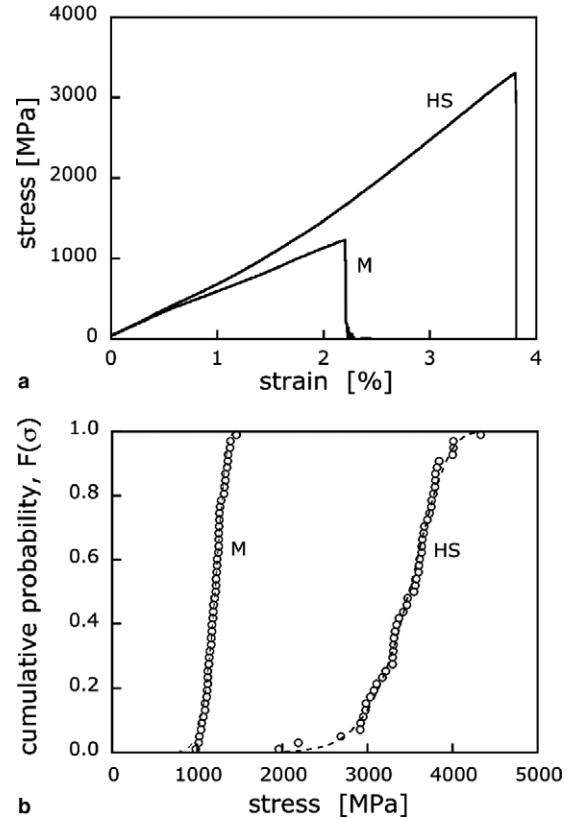 4000
3000
2000
1000
0
stress [MPa]
HS
M
0 1 2 3 4
strain [%]
a
1.0
0.8
0.6
0.4
0.2
0.0
cumulative probability, F(σ)
M
HS
0 1000 2000 3000 4000 5000
stress [MPa]
b